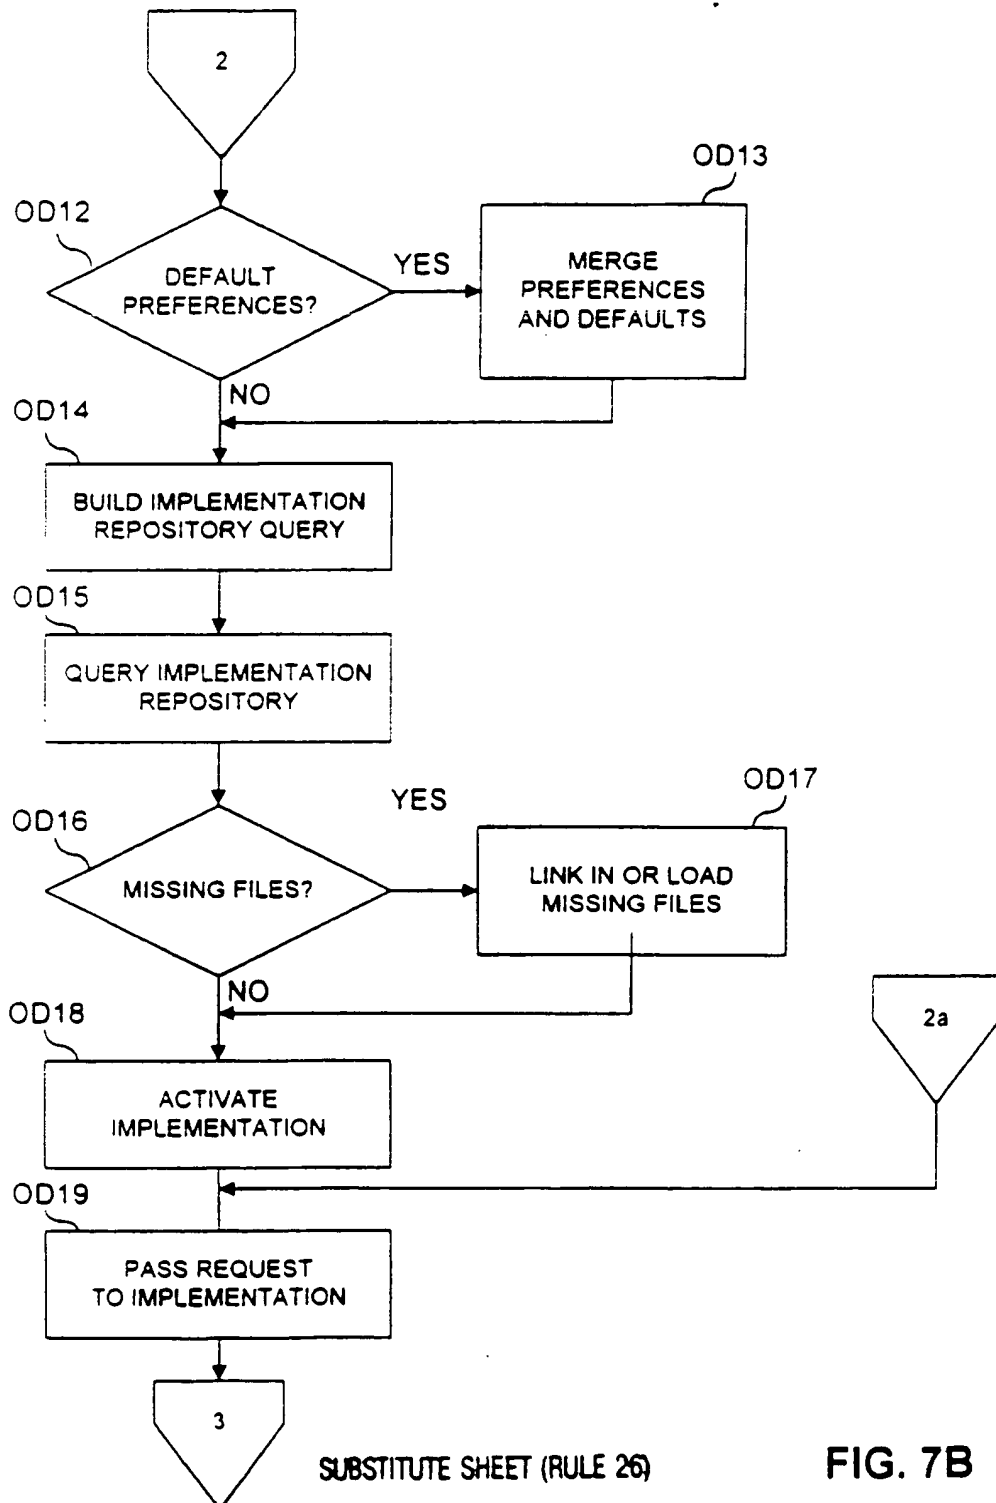 2
OD13
OD12
YES
DEFAULT
PREFERENCES?
MERGE
PREFERENCES
AND DEFAULTS
NO
OD14
BUILD IMPLEMENTATION
REPOSITORY QUERY
OD15
QUERY IMPLEMENTATION
REPOSITORY
YES
OD17
OD16
MISSING FILES?
LINK IN OR LOAD
MISSING FILES
NO
OD18
2a
ACTIVATE
IMPLEMENTATION
OD19
PASS REQUEST
TO IMPLEMENTATION
3
SUBSTITUTE SHEET (RULE 26)
FIG. 7B